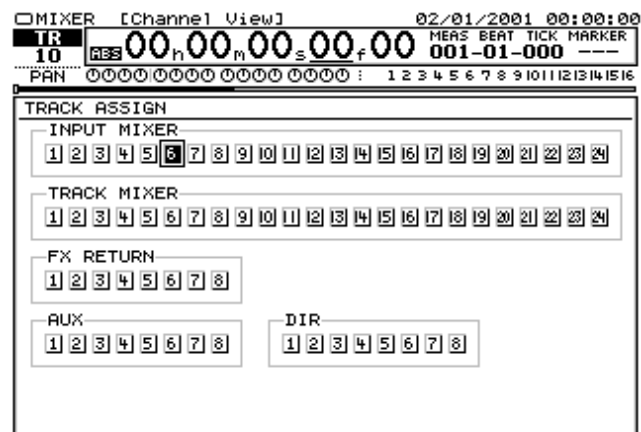 MIXER [Channel View] 02/01/2001 00:00:00
TR 10 ABS 00h00m00s00f00 MEAS BEAT TICK MARKER 001-01-000 ---
PAN 1 2 3 4 5 6 7 8 9 10 11 12 13 14 15 16
TRACK ASSIGN
INPUT MIXER
1 2 3 4 5 6 7 8 9 10 11 12 13 14 15 16 17 18 19 20 21 22 23 24
TRACK MIXER
1 2 3 4 5 6 7 8 9 10 11 12 13 14 15 16 17 18 19 20 21 22 23 24
FX RETURN
1 2 3 4 5 6 7 8
AUX
1 2 3 4 5 6 7 8
DIR
1 2 3 4 5 6 7 8